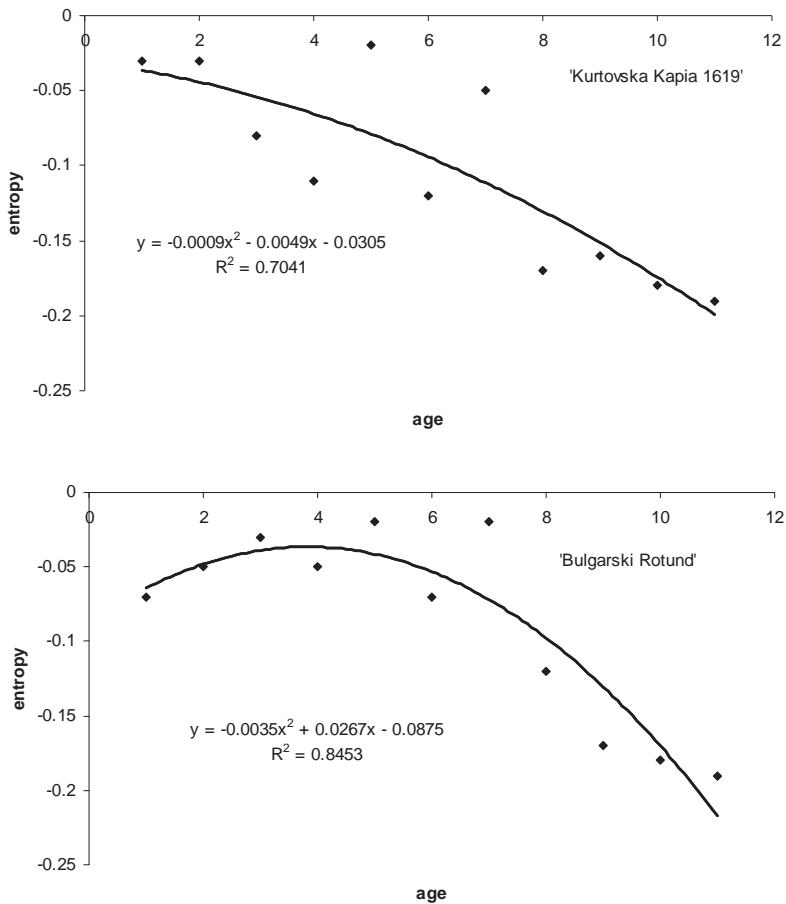 0
0 2 4 6 8 10 12
'Kurtovska Kapia 1619'
-0.05
-0.1
entropy
-0.15
y = -0.0009x² - 0.0049x - 0.0305
R² = 0.7041
-0.2
-0.25
age
0
0 2 4 6 8 10 12
'Bulgarski Rotund'
-0.05
-0.1
entropy
-0.15
y = -0.0035x² + 0.0267x - 0.0875
R² = 0.8453
-0.2
-0.25
age